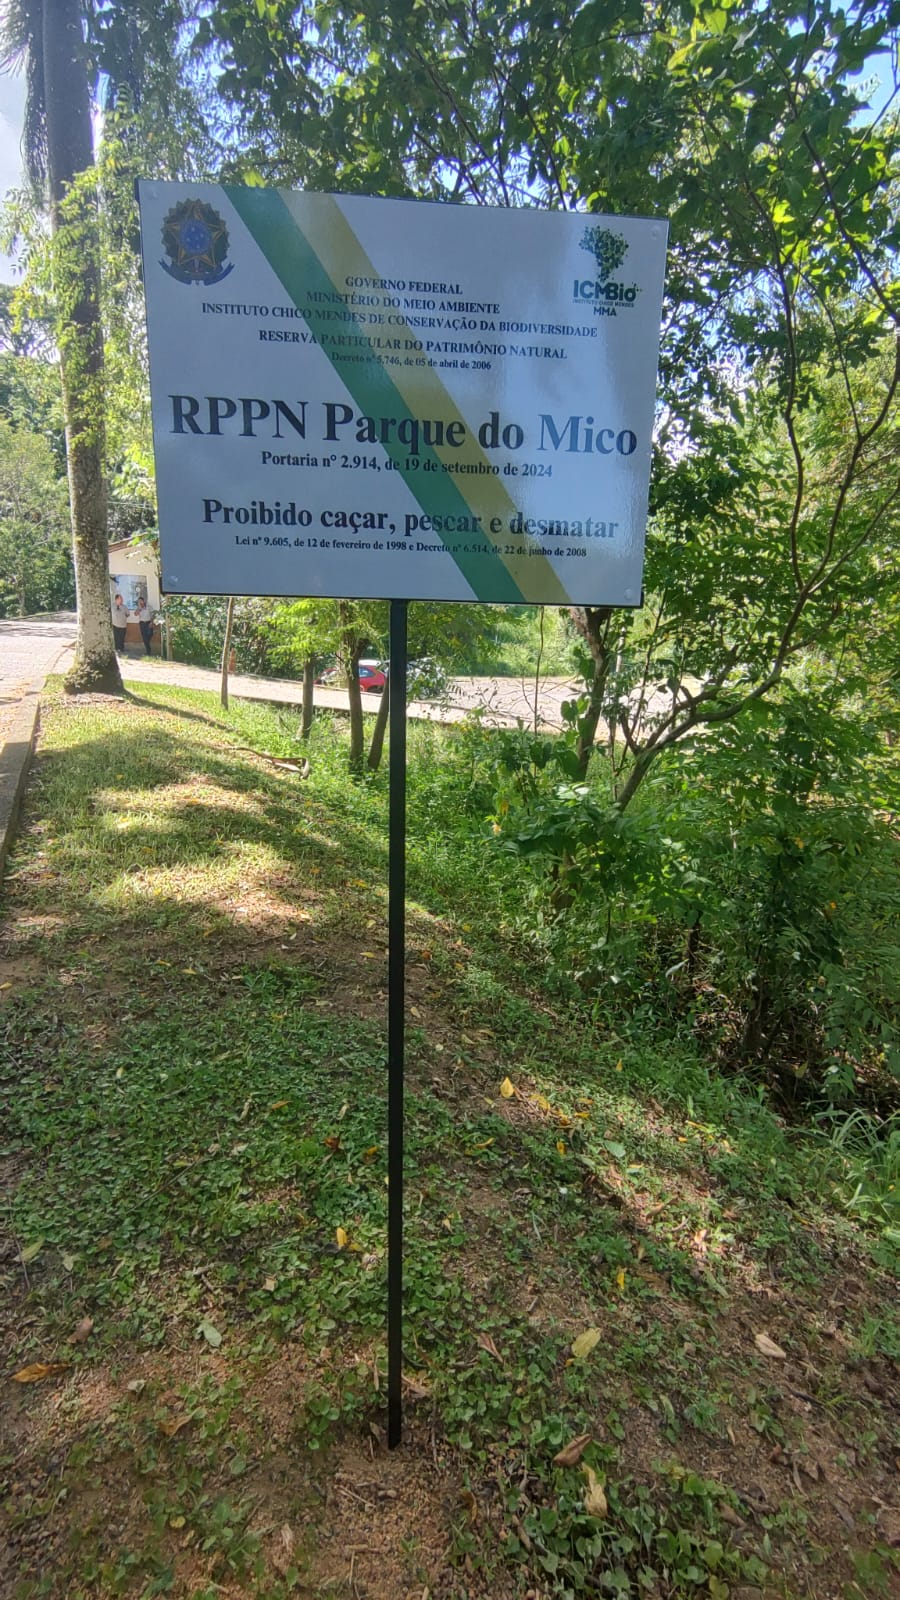 GOVERNO FEDERAL
MINISTÉRIO DO MEIO AMBIENTE
INSTITUTO CHICO MENDES DE CONSERVAÇÃO DA BIODIVERSIDADE
RESERVA PARTICULAR DO PATRIMÔNIO NATURAL
Decreto nº 5.746, de 05 de abril de 2006
ICMBio
INSTITUTO CHICO MENDES
MMA
RPPN Parque do Mico
Portaria nº 2.914, de 19 de setembro de 2024
Proibido caçar, pescar e desmatar
Lei nº 9.605, de 12 de fevereiro de 1998 e Decreto nº 6.514, de 22 de junho de 2008